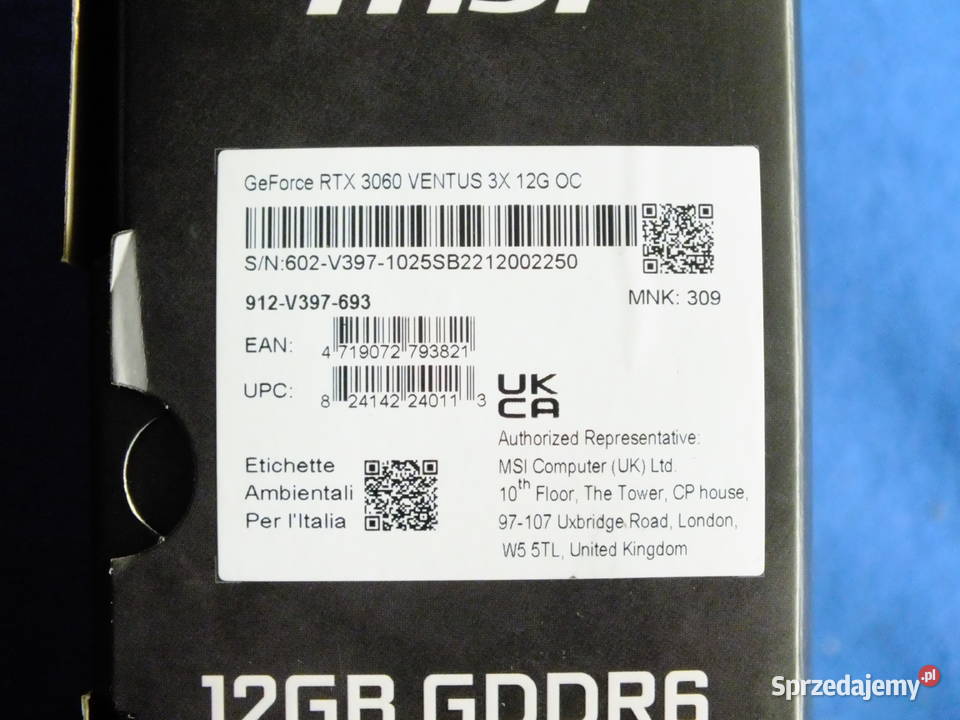 msi
GeForce RTX 3060 VENTUS 3X 12G OC
S/N:602-V397-1025SB2212002250
912-V397-693
MNK: 309
EAN: 4 719072 793821
UPC: 8 24142 24011 3
UK
CA
Etichette
Ambientali
Per l'Italia
Authorized Representative:
MSI Computer (UK) Ltd.
10th Floor, The Tower, CP house,
97-107 Uxbridge Road, London,
W5 5TL, United Kingdom
12GB GDDR6
Sprzedajemy.pl